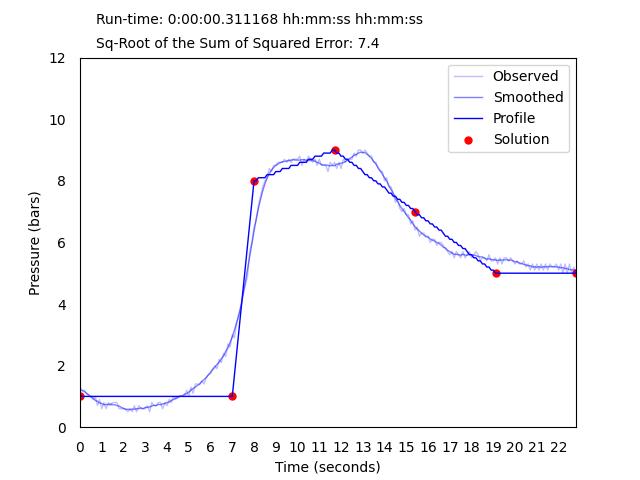 Run-time: 0:00:00.311168 hh:mm:ss hh:mm:ss
Sq-Root of the Sum of Squared Error: 7.4
Observed
Smoothed
Profile
Solution
12
10
8
6
4
2
0
Pressure (bars)
0 1 2 3 4 5 6 7 8 9 10 11 12 13 14 15 16 17 18 19 20 21 22
Time (seconds)